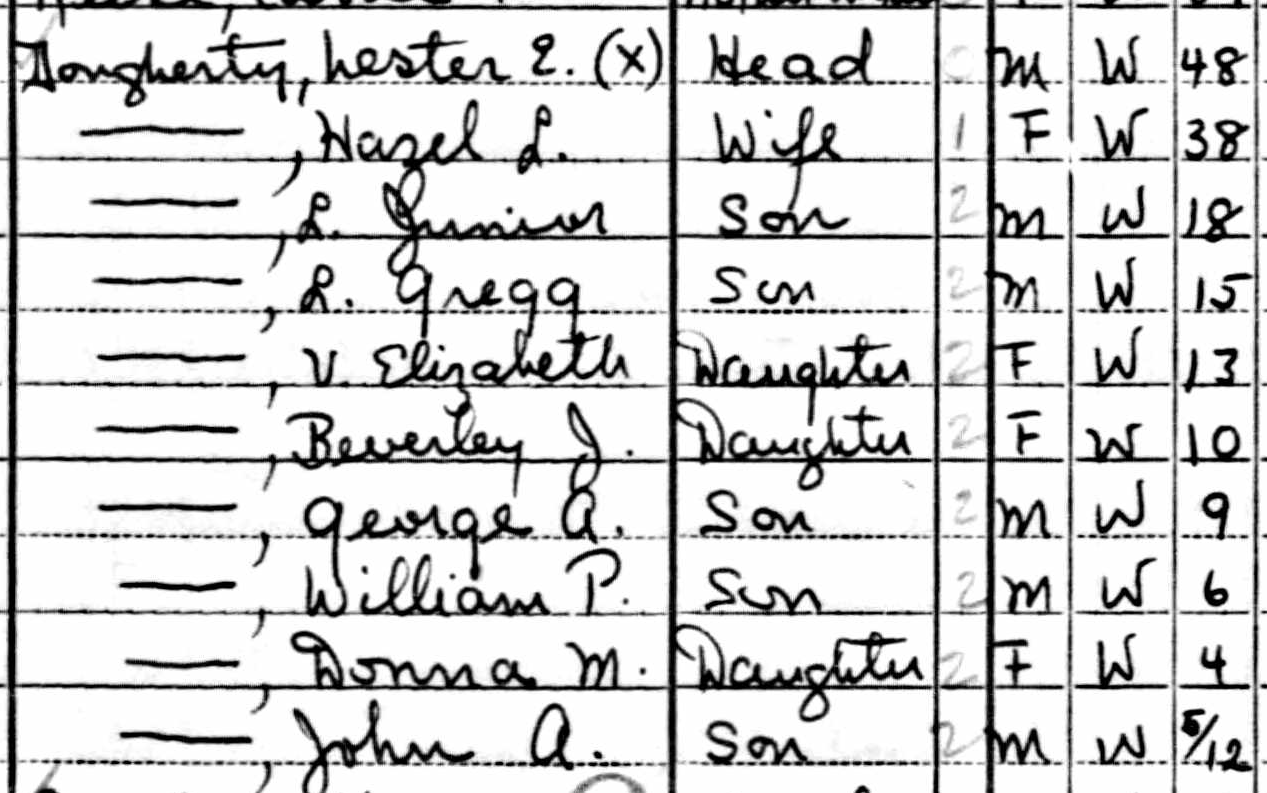 Dougherty, Lester E. (x) Head 0 M W 48
——, Hazel L. Wife 1 F W 38
——, L. Junior Son 2 M W 18
——, L. Gregg Son 2 M W 15
——, V. Elizabeth Daughter 2 F W 13
——, Beverley J. Daughter 2 F W 10
——, George A. Son 2 M W 9
——, William P. Son 2 M W 6
——, Donna M. Daughter 2 F W 4
——, John A. Son 2 M W 5/12